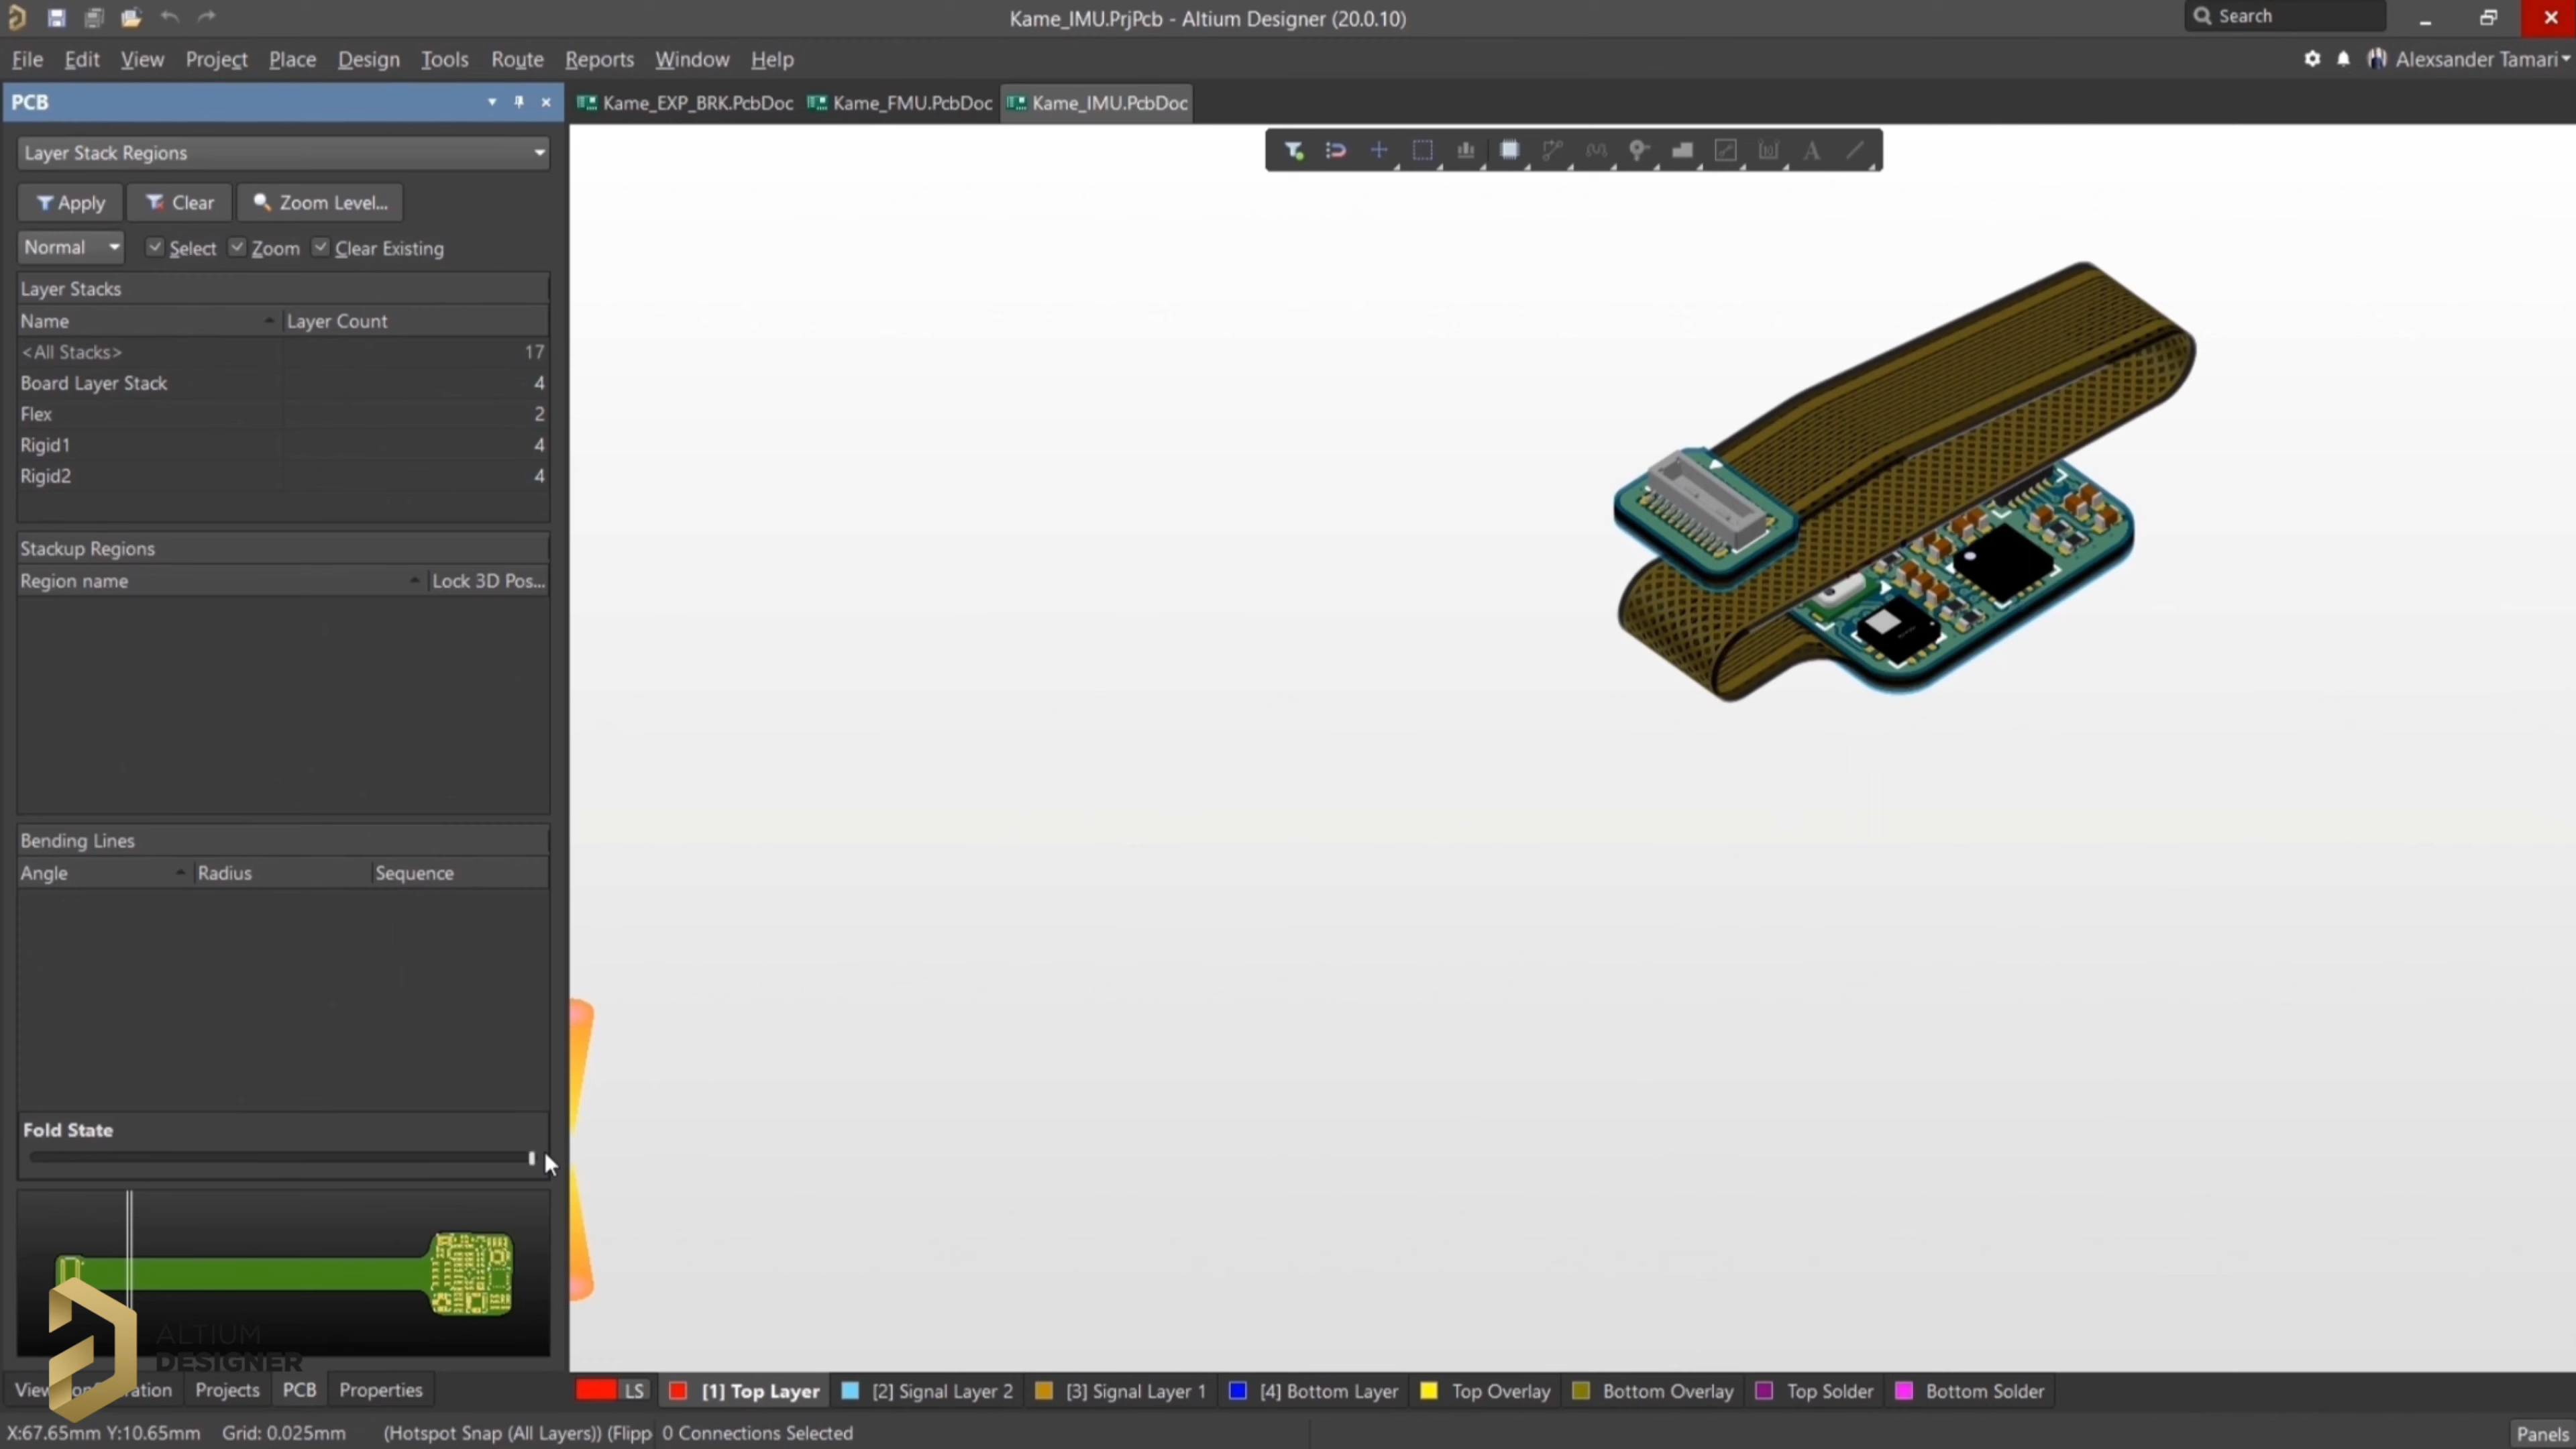 Kame_IMU.PrjPcb - Altium Designer (20.0.10)
Search
File Edit View Project Place Design Tools Route Reports Window Help
Alexsander Tamari
PCB
Kame_EXP_BRK.PcbDoc
Kame_FMU.PcbDoc
Kame_IMU.PcbDoc
Layer Stack Regions
Apply Clear Zoom Level...
Normal Select Zoom Clear Existing
Layer Stacks
Name Layer Count
<All Stacks> 17
Board Layer Stack 4
Flex 2
Rigid1 4
Rigid2 4
Stackup Regions
Region name Lock 3D Pos...
Bending Lines
Angle Radius Sequence
Fold State
ALTIUM
DESIGNER
View Projects PCB Properties
LS [1] Top Layer [2] Signal Layer 2 [3] Signal Layer 1 [4] Bottom Layer Top Overlay Bottom Overlay Top Solder Bottom Solder
X:67.65mm Y:10.65mm Grid: 0.025mm (Hotspot Snap (All Layers)) (Flipp 0 Connections Selected
Panels